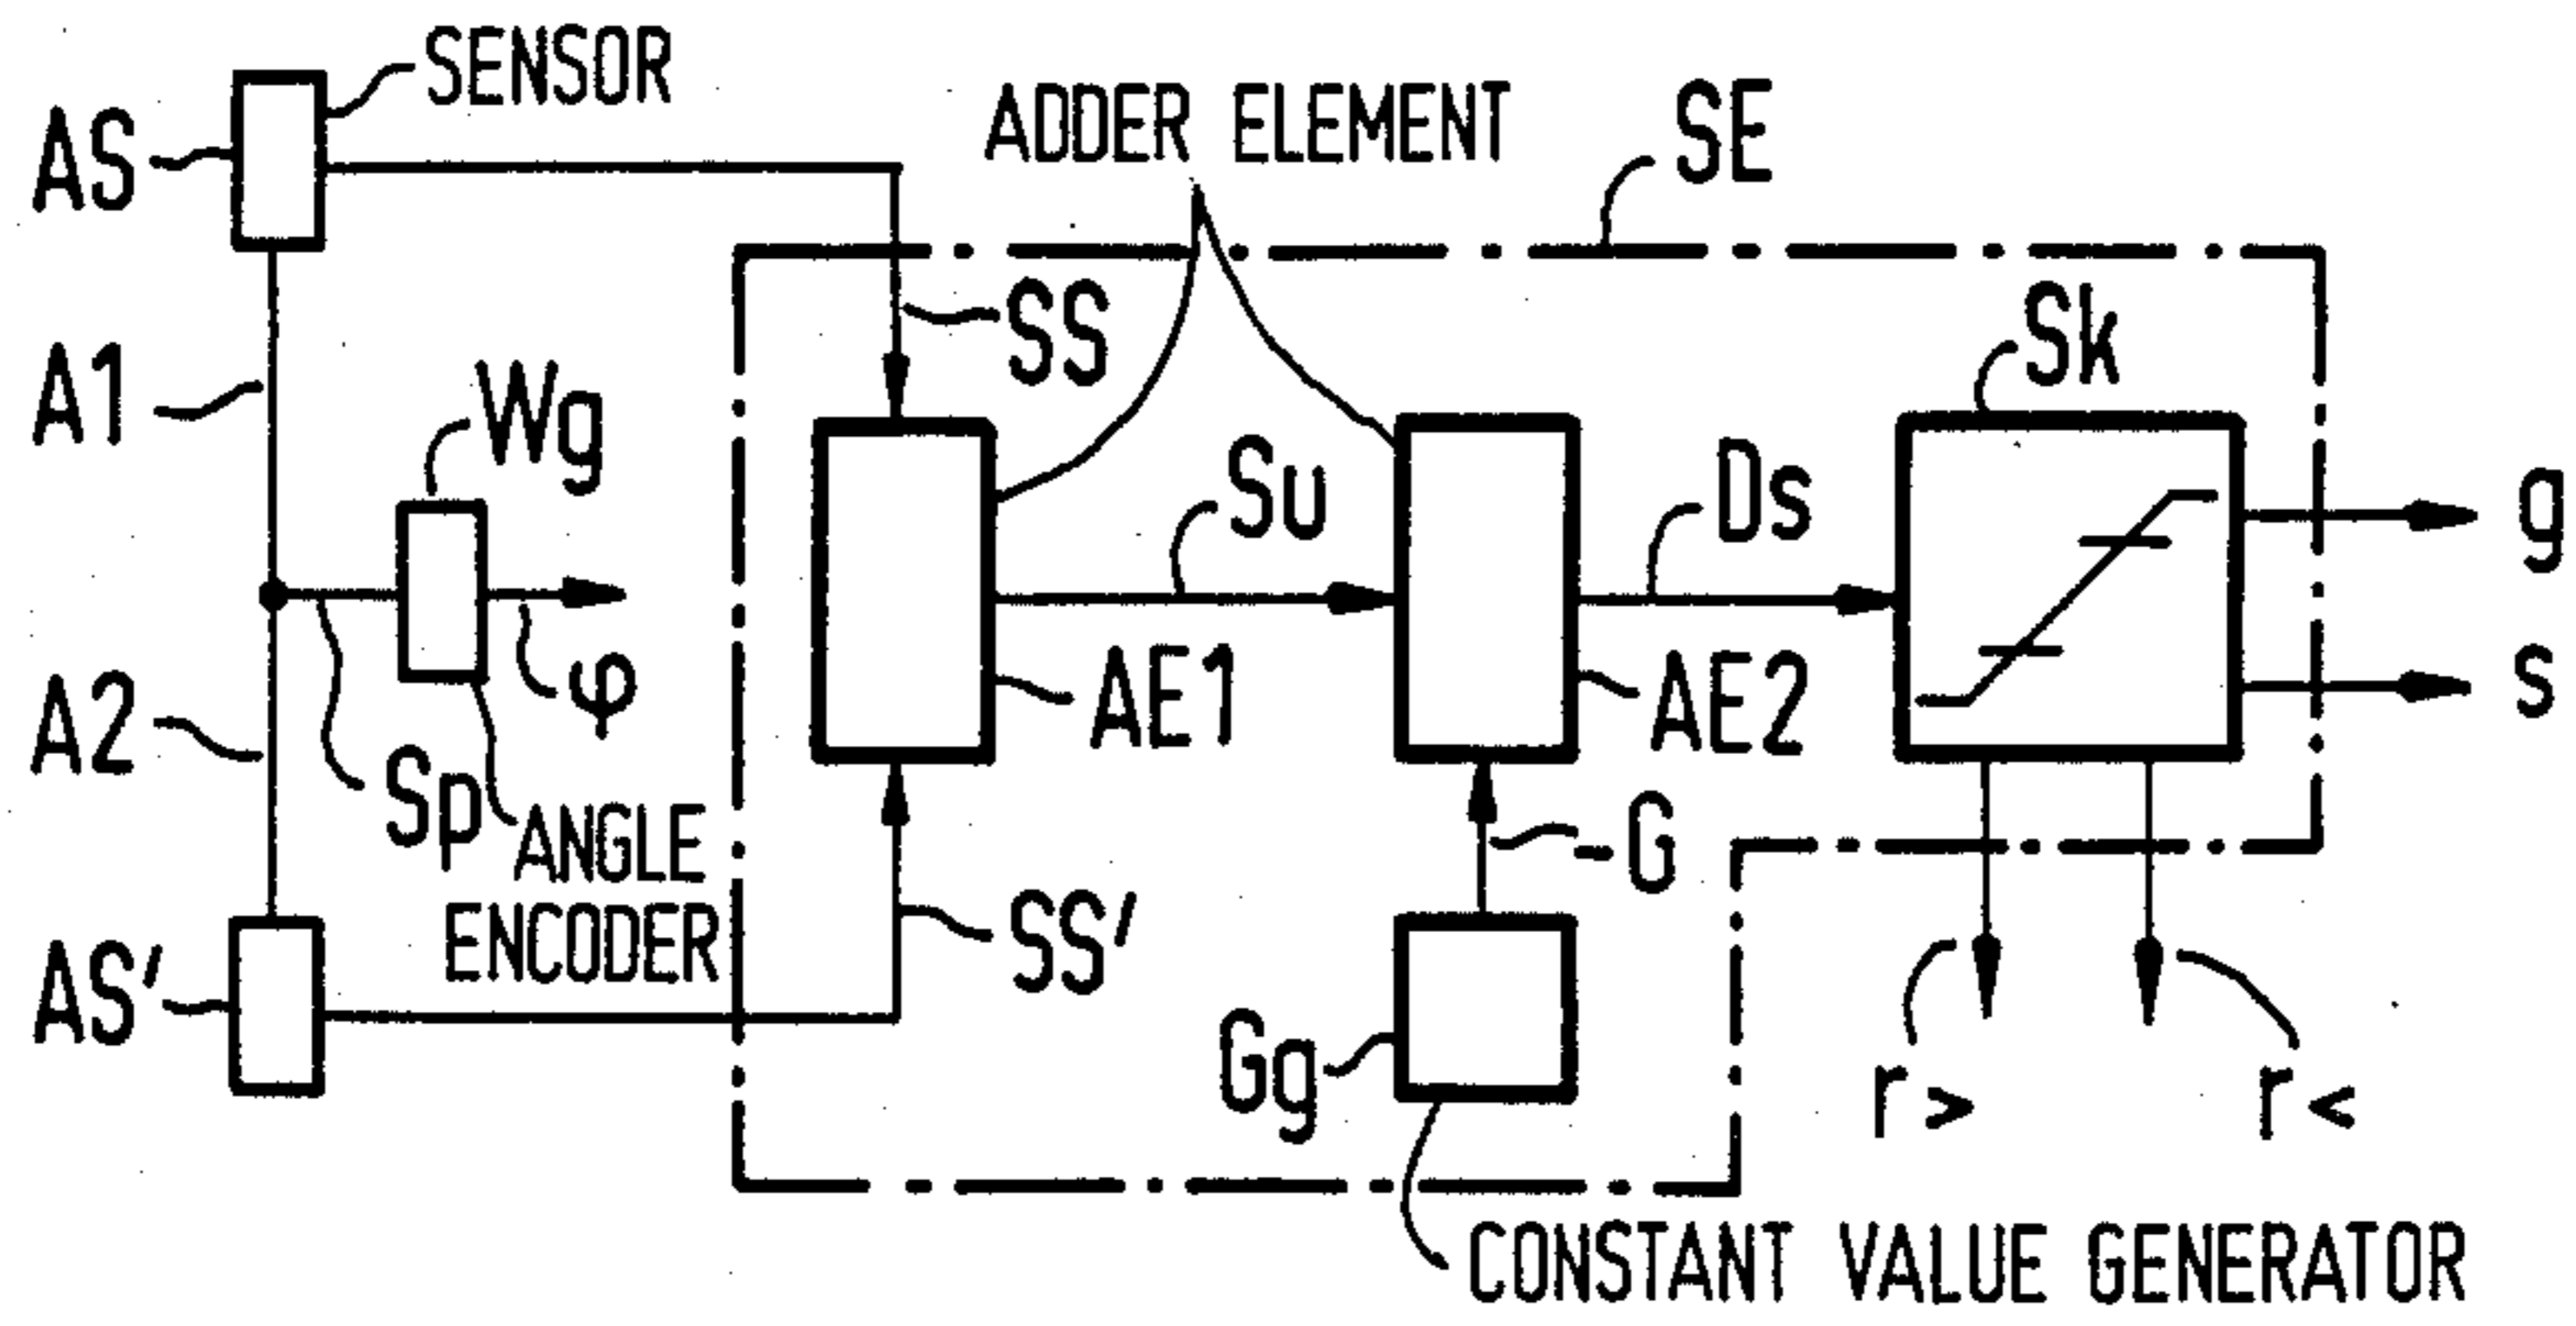 SENSOR
AS
ADDER ELEMENT
SE
SS
Sk
A1
Wg
Su
Ds
g
A2
Sp
φ
AE1
AE2
s
ANGLE
ENCODER
-G
AS'
SS'
Gg
r>
r<
CONSTANT VALUE GENERATOR